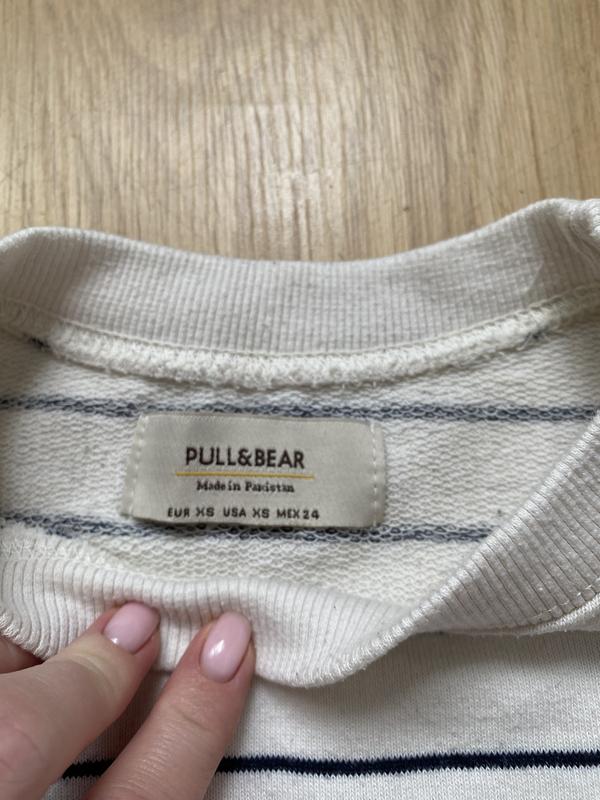 PULL&BEAR
Made in Pakistan
EUR XS USA XS MEX 24